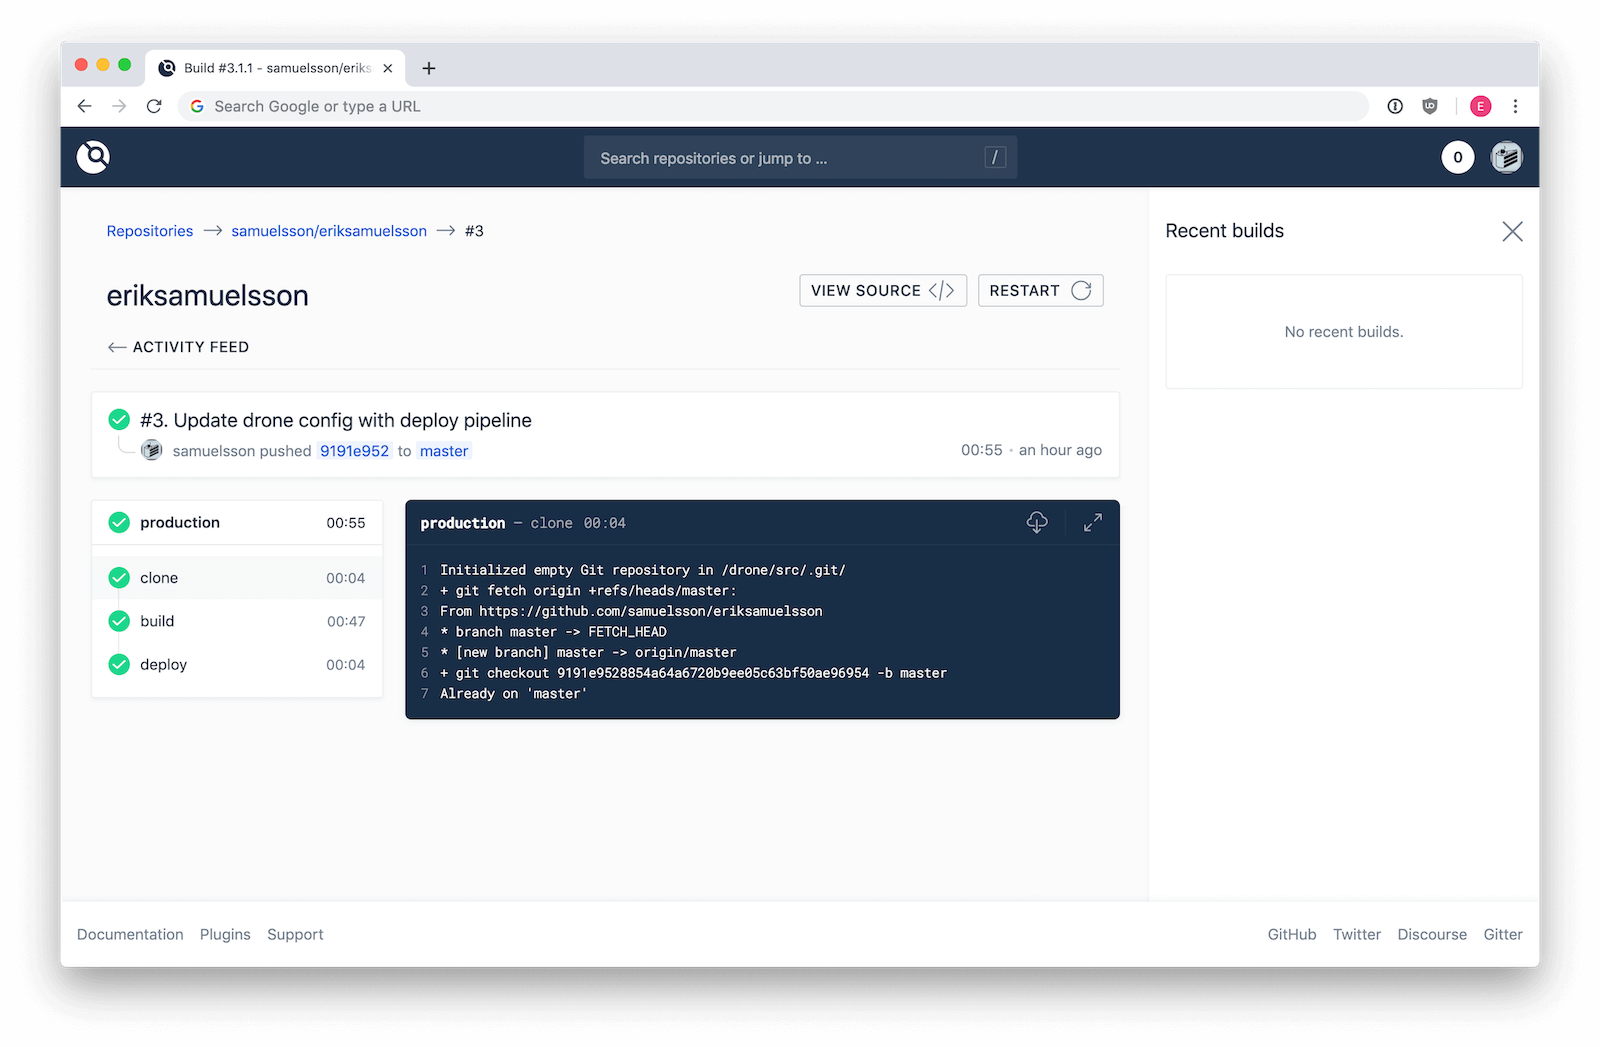 Build #3.1.1 - samuelsson/eriks
Search Google or type a URL
E
Search repositories or jump to ... /
0
Repositories → samuelsson/eriksamuelsson → #3
eriksamuelsson
VIEW SOURCE </>
RESTART
← ACTIVITY FEED
#3. Update drone config with deploy pipeline
samuelsson pushed 9191e952 to master
00:55 · an hour ago
production 00:55
clone 00:04
build 00:47
deploy 00:04
production — clone 00:04
1 Initialized empty Git repository in /drone/src/.git/
2 + git fetch origin +refs/heads/master:
3 From https://github.com/samuelsson/eriksamuelsson
4 * branch master -> FETCH_HEAD
5 * [new branch] master -> origin/master
6 + git checkout 9191e9528854a64a6720b9ee05c63bf50ae96954 -b master
7 Already on 'master'
Recent builds
No recent builds.
Documentation Plugins Support
GitHub Twitter Discourse Gitter